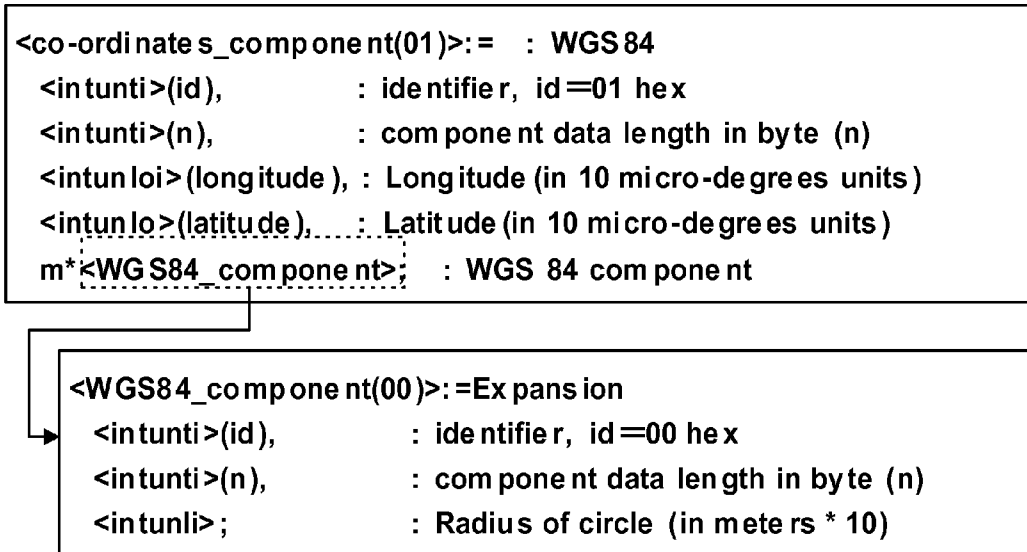 <co-ordinates_component(01)>:= : WGS84
<intunti>(id), : identifier, id=01 hex
<intunti>(n), : component data length in byte (n)
<intunloi>(longitude), : Longitude (in 10 micro-degrees units)
<intunlo>(latitude), : Latitude (in 10 micro-degrees units)
m*<WGS84_component>; : WGS 84 component
<WGS84_component(00)>:=Expansion
<intunti>(id), : identifier, id=00 hex
<intunti>(n), : component data length in byte (n)
<intunli>; : Radius of circle (in meters * 10)